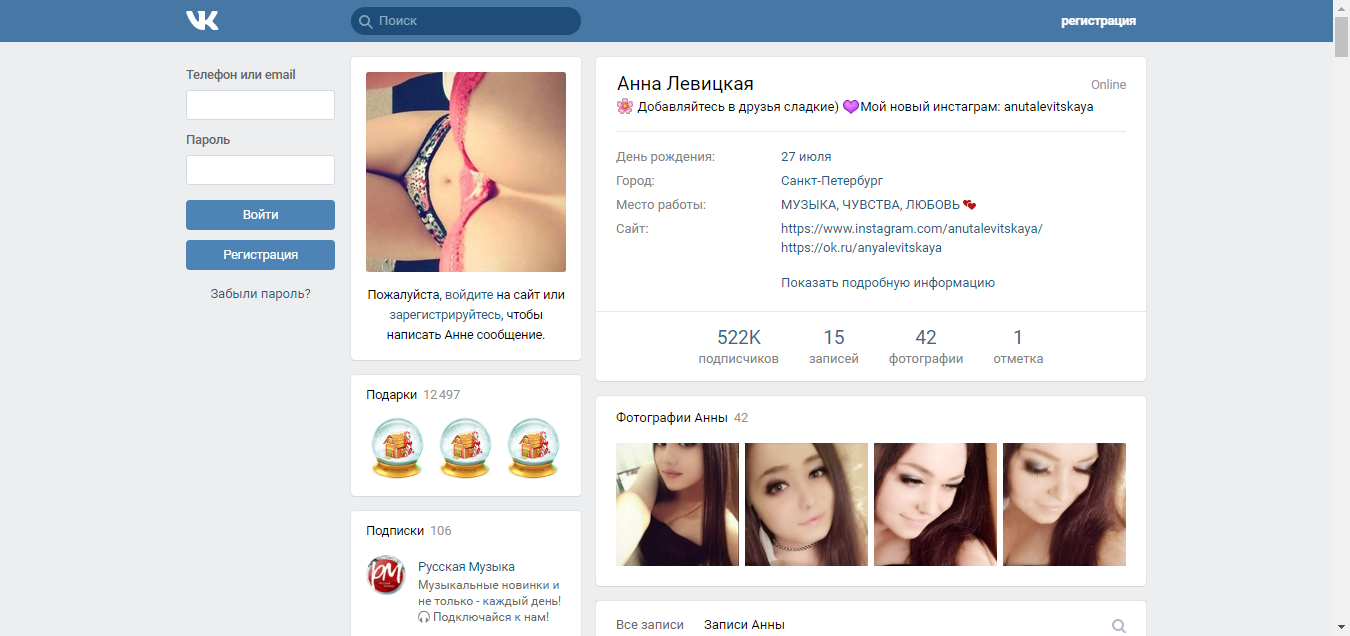 Поиск
регистрация
Телефон или email
Пароль
Войти
Регистрация
Забыли пароль?
Пожалуйста, войдите на сайт или
зарегистрируйтесь, чтобы
написать Анне сообщение.
Подарки 12 497
Подписки 106
Русская Музыка
Музыкальные новинки и
не только - каждый день!
🎧 Подключайся к нам!
Анна Левицкая
Online
🌸 Добавляйтесь в друзья сладкие) 💜Мой новый инстаграм: anutalevitskaya
День рождения: 27 июля
Город: Санкт-Петербург
Место работы: МУЗЫКА, ЧУВСТВА, ЛЮБОВЬ 💕
Сайт: https://www.instagram.com/anutalevitskaya/
https://ok.ru/anyalevitskaya
Показать подробную информацию
522K 15 42 1
подписчиков записей фотографии отметка
Фотографии Анны 42
Все записи Записи Анны